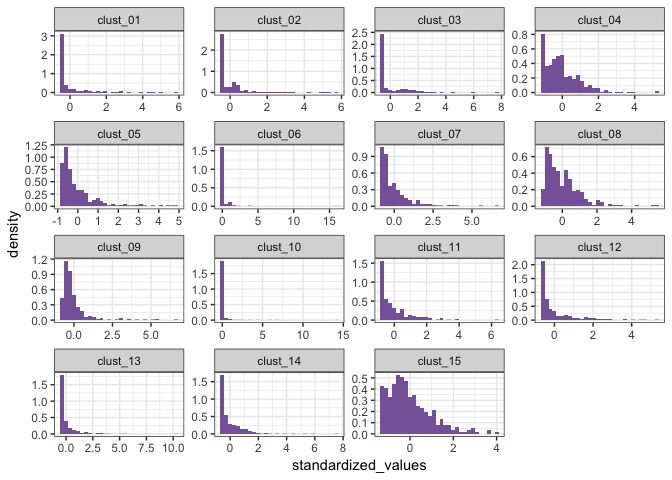 clust_01 clust_02 clust_03 clust_04
3 2 1 0
2 1 0
2.5 2.0 1.5 1.0 0.5 0.0
0.8 0.6 0.4 0.2 0.0
0 2 4 6
0 2 4 6
0 2 4 6 8
0 2 4
clust_05 clust_06 clust_07 clust_08
1.25 1.00 0.75 0.50 0.25 0.00
1.5 1.0 0.5 0.0
0.9 0.6 0.3 0.0
0.6 0.4 0.2 0.0
-1 0 1 2 3 4 5
0 5 10 15
0.0 2.5 5.0
0 2 4
density
clust_09 clust_10 clust_11 clust_12
1.2 0.9 0.6 0.3 0.0
1.5 1.0 0.5 0.0
1.5 1.0 0.5 0.0
2.0 1.5 1.0 0.5 0.0
0.0 2.5 5.0
0 5 10 15
0 2 4 6
0 2 4
clust_13 clust_14 clust_15
1.5 1.0 0.5 0.0
1.5 1.0 0.5 0.0
0.5 0.4 0.3 0.2 0.1 0.0
0.0 2.5 5.0 7.5 10.0
0 2 4 6 8
0 2 4
standardized_values